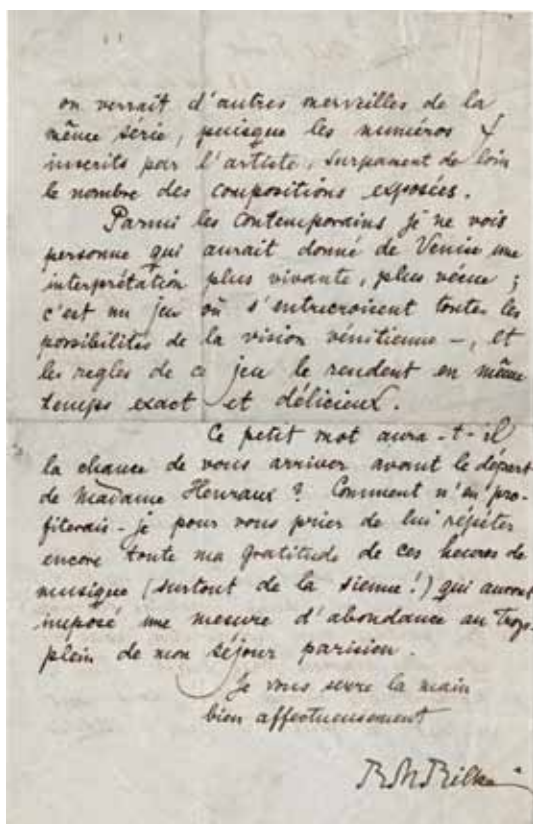 on verrait d'autres merveilles de la
même série, puisque les numéros
inscrits par l'artiste, surpassent de loin
le nombre des compositions exposées.
Parmi les contemporains je ne vois
personne qui aurait donné de Venise une
interprétation plus vivante, plus vécue ;
c'est un jeu où s'entrecroisent toutes les
possibilités de la vision vénitienne –, et
les règles de ce jeu le rendent en même
temps exact et délicieux.
Ce petit mot aura-t-il
la chance de vous arriver avant le départ
de Madame Henraux ? Comment n'en pro-
fiterais-je pour vous prier de lui répéter
encore toute ma gratitude de ces heures de
musique (surtout de la sienne !) qui auront
imposé une mesure d'abondance au trop-
plein de mon séjour parisien.
Je vous serre la main
bien affectueusement
RMRilke